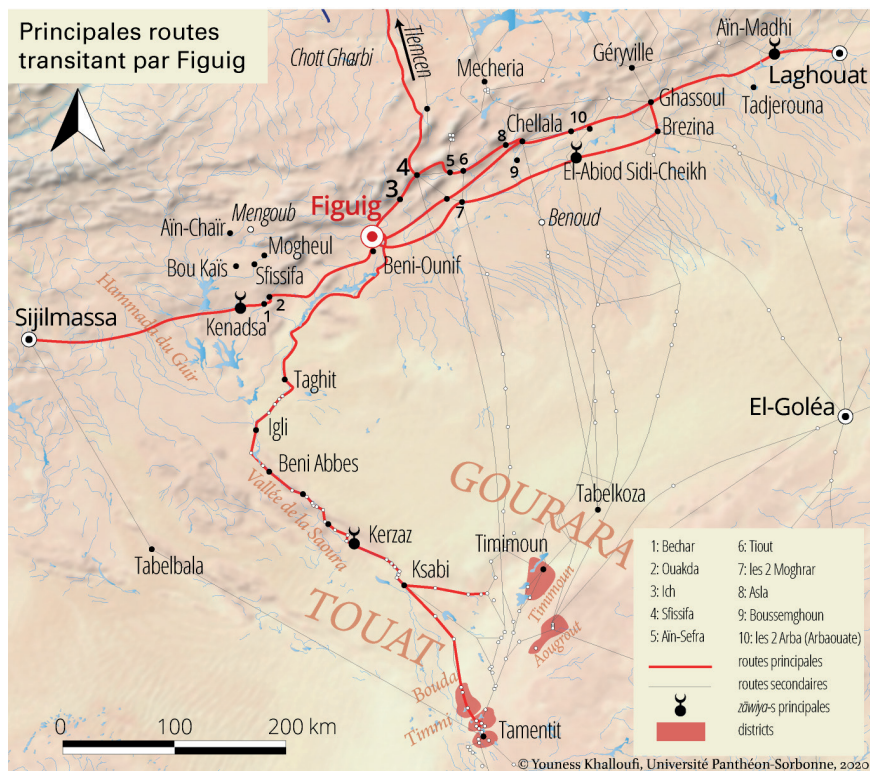 Principales routes
transitant par Figuig
Tlemcen
Chott Gharbi
Mecheria
Géryville
Aïn-Madhi
Laghouat
Tadjerouna
Ghassoul
Brezina
Chellala
10
8
9
El-Abiod Sidi-Cheikh
4
5
6
3
7
Figuig
Benoud
Mengoub
Aïn-Chaïr
Mogheul
Bou Kaïs
Sfissifa
Beni-Ounif
Hammada du Guir
Sijilmassa
Kenadsa
1
2
Taghit
Igli
El-Goléa
Beni Abbes
Vallée de la Saoura
GOURARA
Tabelkoza
Kerzaz
Timimoun
Timimoun
Ksabi
Tabelbala
TOUAT
Aougrout
Bouda
Timmi
Tamentit
1: Bechar
2: Ouakda
3: Ich
4: Sfissifa
5: Aïn-Sefra
6: Tiout
7: les 2 Moghrar
8: Asla
9: Boussemghoun
10: les 2 Arba (Arbaouate)
routes principales
routes secondaires
zāwiya-s principales
districts
0 100 200 km
© Youness Khalloufi, Université Panthéon-Sorbonne, 2020